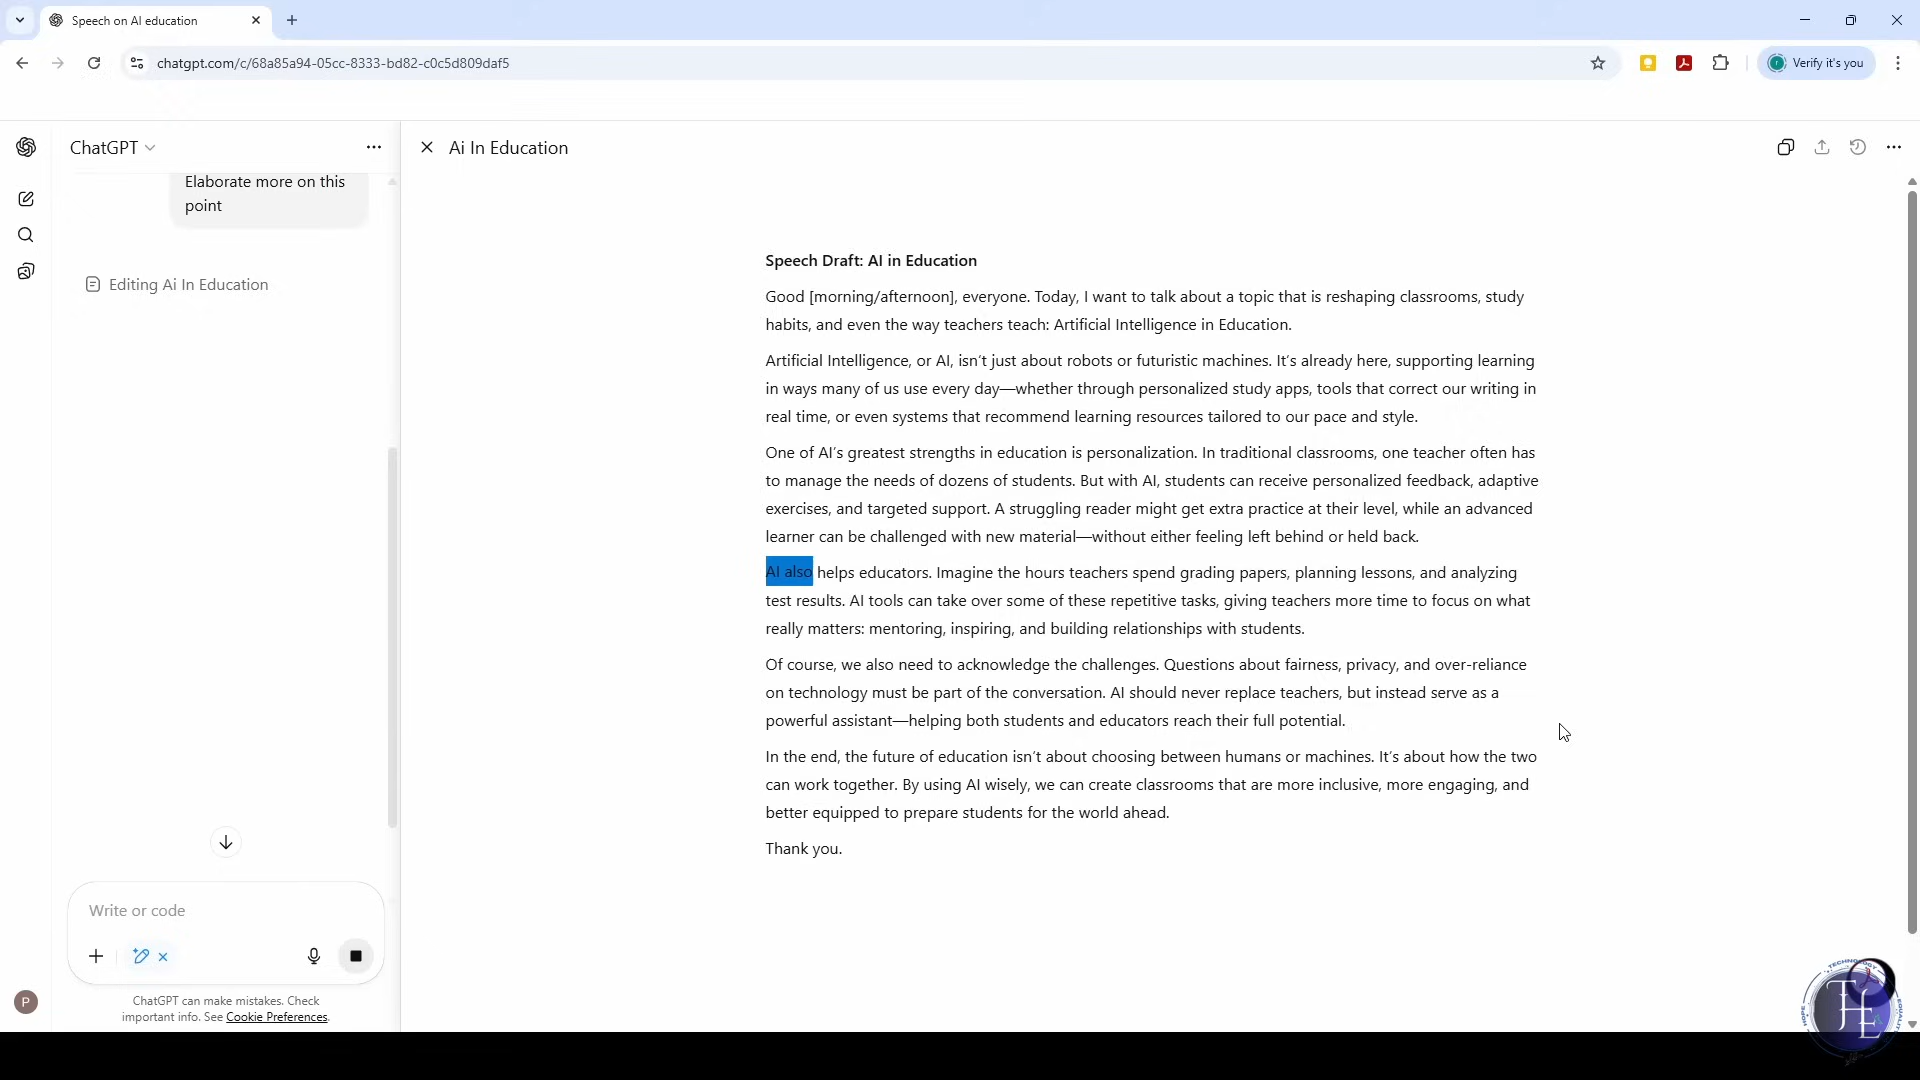 Speech on AI education
chatgpt.com/c/68a85a94-05cc-8333-bd82-c0c5d809daf5
Verify it's you
ChatGPT
Ai In Education
Elaborate more on this
point
Editing Ai In Education
Speech Draft: AI in Education
Good [morning/afternoon], everyone. Today, I want to talk about a topic that is reshaping classrooms, study
habits, and even the way teachers teach: Artificial Intelligence in Education.
Artificial Intelligence, or AI, isn't just about robots or futuristic machines. It's already here, supporting learning
in ways many of us use every day—whether through personalized study apps, tools that correct our writing in
real time, or even systems that recommend learning resources tailored to our pace and style.
One of AI's greatest strengths in education is personalization. In traditional classrooms, one teacher often has
to manage the needs of dozens of students. But with AI, students can receive personalized feedback, adaptive
exercises, and targeted support. A struggling reader might get extra practice at their level, while an advanced
learner can be challenged with new material—without either feeling left behind or held back.
AI also helps educators. Imagine the hours teachers spend grading papers, planning lessons, and analyzing
test results. AI tools can take over some of these repetitive tasks, giving teachers more time to focus on what
really matters: mentoring, inspiring, and building relationships with students.
Of course, we also need to acknowledge the challenges. Questions about fairness, privacy, and over-reliance
on technology must be part of the conversation. AI should never replace teachers, but instead serve as a
powerful assistant—helping both students and educators reach their full potential.
In the end, the future of education isn't about choosing between humans or machines. It's about how the two
can work together. By using AI wisely, we can create classrooms that are more inclusive, more engaging, and
better equipped to prepare students for the world ahead.
Thank you.
Write or code
P
ChatGPT can make mistakes. Check
important info. See Cookie Preferences.
TECHNOLOGY
HOPE